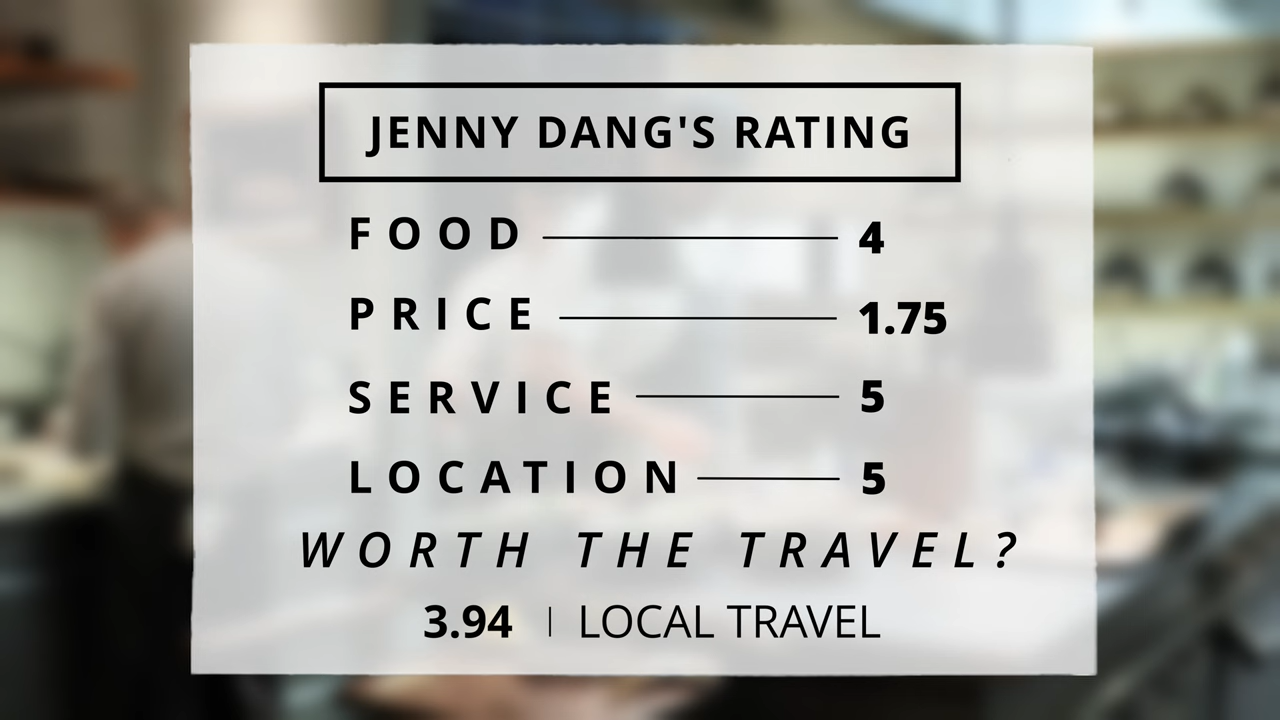 JENNY DANG'S RATING
FOOD 4
PRICE 1.75
SERVICE 5
LOCATION 5
WORTH THE TRAVEL?
3.94 | LOCAL TRAVEL